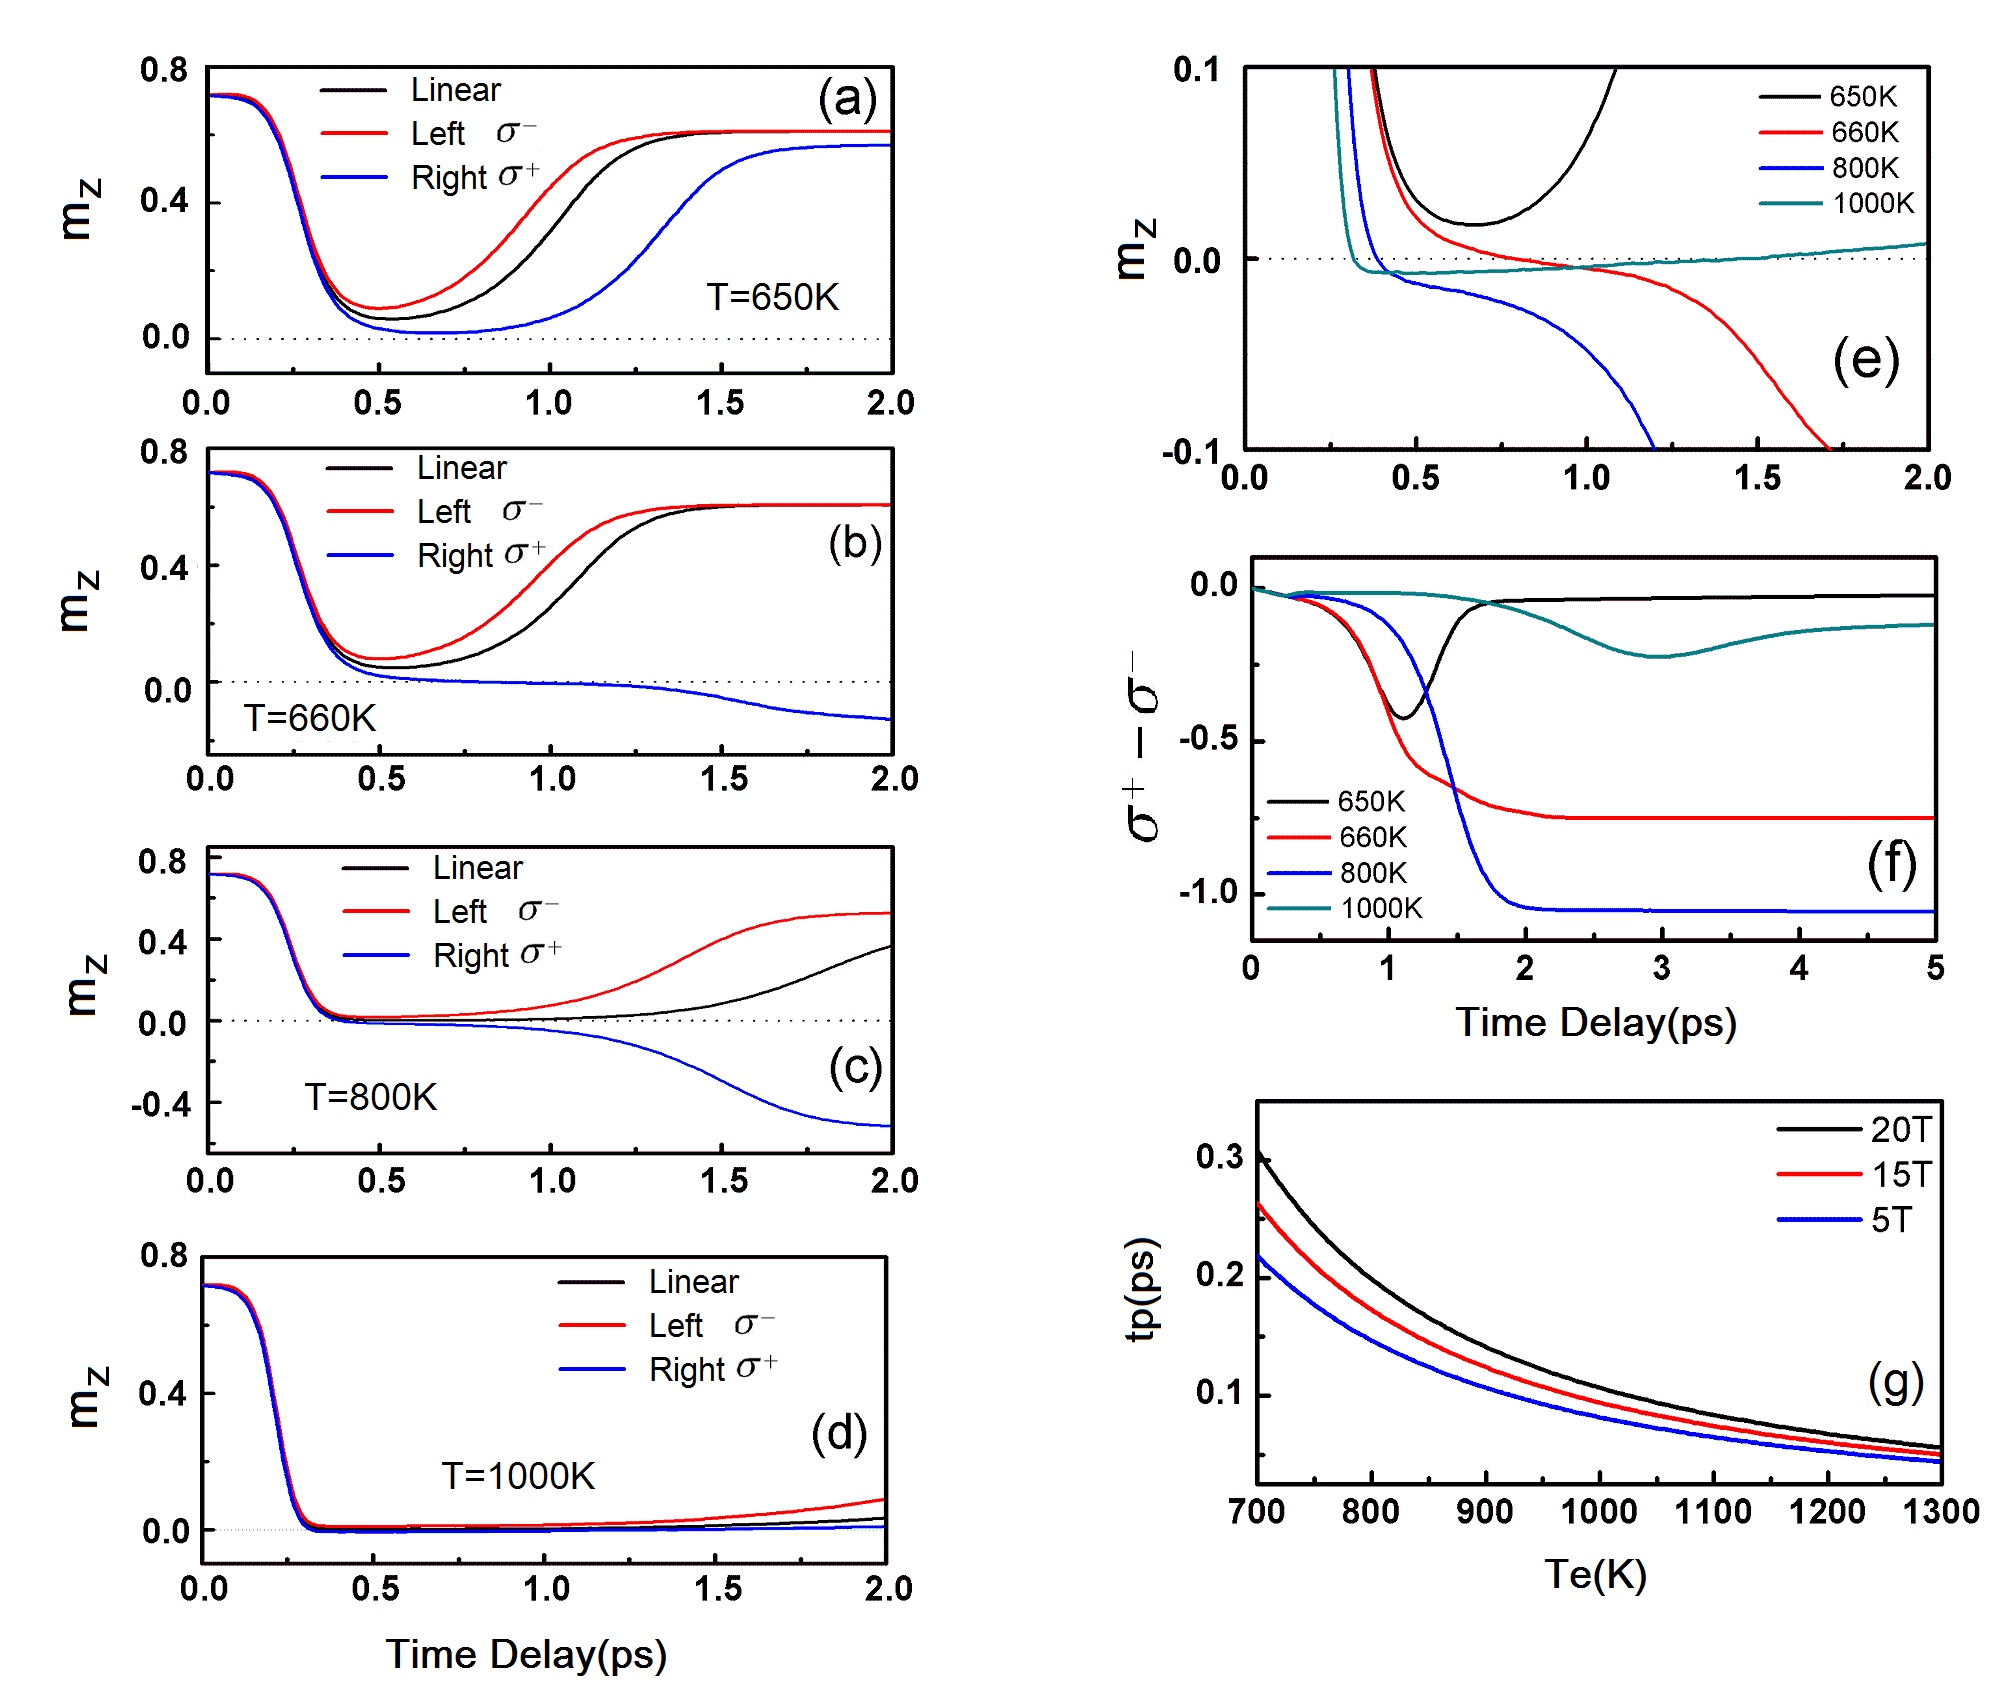 0.8
0.4
0.0
m_z
Linear
Left σ⁻
Right σ⁺
(a)
T=650K
0.0 0.5 1.0 1.5 2.0
0.8
0.4
0.0
m_z
Linear
Left σ⁻
Right σ⁺
(b)
T=660K
0.0 0.5 1.0 1.5 2.0
0.8
0.4
0.0
-0.4
m_z
Linear
Left σ⁻
Right σ⁺
(c)
T=800K
0.0 0.5 1.0 1.5 2.0
0.8
0.4
0.0
m_z
Linear
Left σ⁻
Right σ⁺
(d)
T=1000K
0.0 0.5 1.0 1.5 2.0
Time Delay(ps)
0.1
0.0
-0.1
m_z
650K
660K
800K
1000K
(e)
0.0 0.5 1.0 1.5 2.0
0.0
-0.5
-1.0
σ⁺ − σ⁻
650K
660K
800K
1000K
(f)
0 1 2 3 4 5
Time Delay(ps)
0.3
0.2
0.1
tp(ps)
20T
15T
5T
(g)
700 800 900 1000 1100 1200 1300
Te(K)